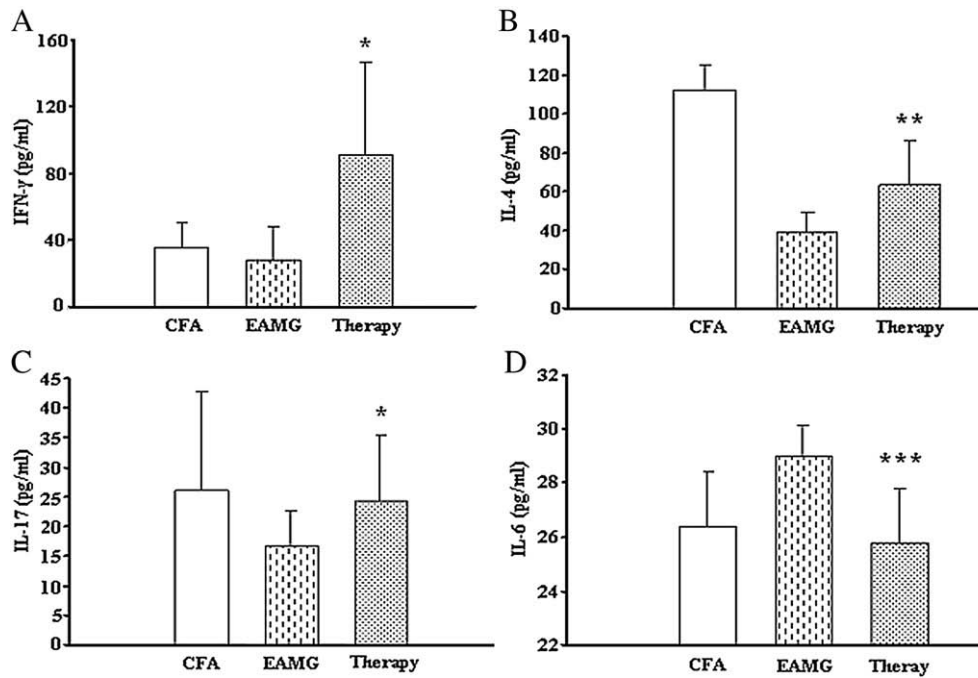 A
IFN-γ (pg/ml)
160
120
80
40
0
*
CFA EAMG Therapy
B
IL-4 (pg/ml)
140
120
100
80
60
40
20
0
**
CFA EAMG Therapy
C
IL-17 (pg/ml)
45
40
35
30
25
20
15
10
5
0
*
CFA EAMG Therapy
D
IL-6 (pg/ml)
32
30
28
26
24
22
***
CFA EAMG Theray